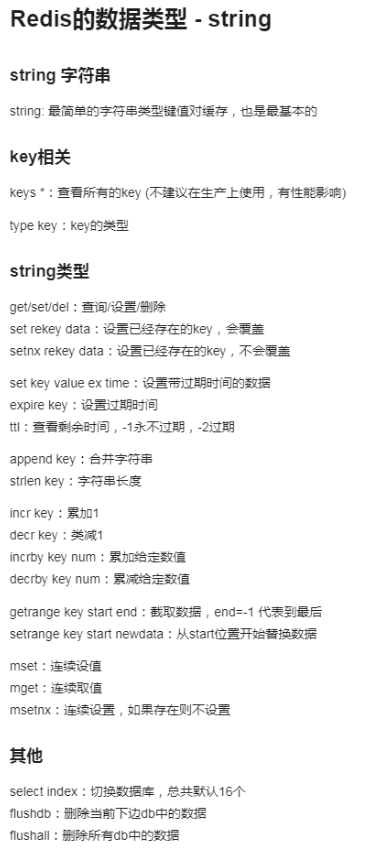 Redis的数据类型 - string
string 字符串
string: 最简单的字符串类型键值对缓存，也是最基本的
key相关
keys *：查看所有的key (不建议在生产上使用，有性能影响)
type key：key的类型
string类型
get/set/del：查询/设置/删除
set rekey data：设置已经存在的key，会覆盖
setnx rekey data：设置已经存在的key，不会覆盖
set key value ex time：设置带过期时间的数据
expire key：设置过期时间
ttl：查看剩余时间，-1永不过期，-2过期
append key：合并字符串
strlen key：字符串长度
incr key：累加1
decr key：类减1
incrby key num：累加给定数值
decrby key num：累减给定数值
getrange key start end：截取数据，end=-1 代表到最后
setrange key start newdata：从start位置开始替换数据
mset：连续设值
mget：连续取值
msetnx：连续设置，如果存在则不设置
其他
select index：切换数据库，总共默认16个
flushdb：删除当前下边db中的数据
flushall：删除所有db中的数据